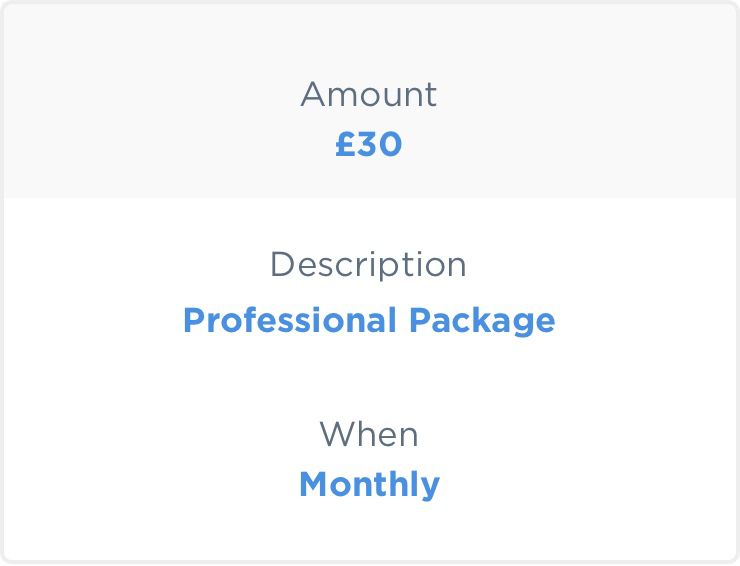 Amount
£30
Description
Professional Package
When
Monthly